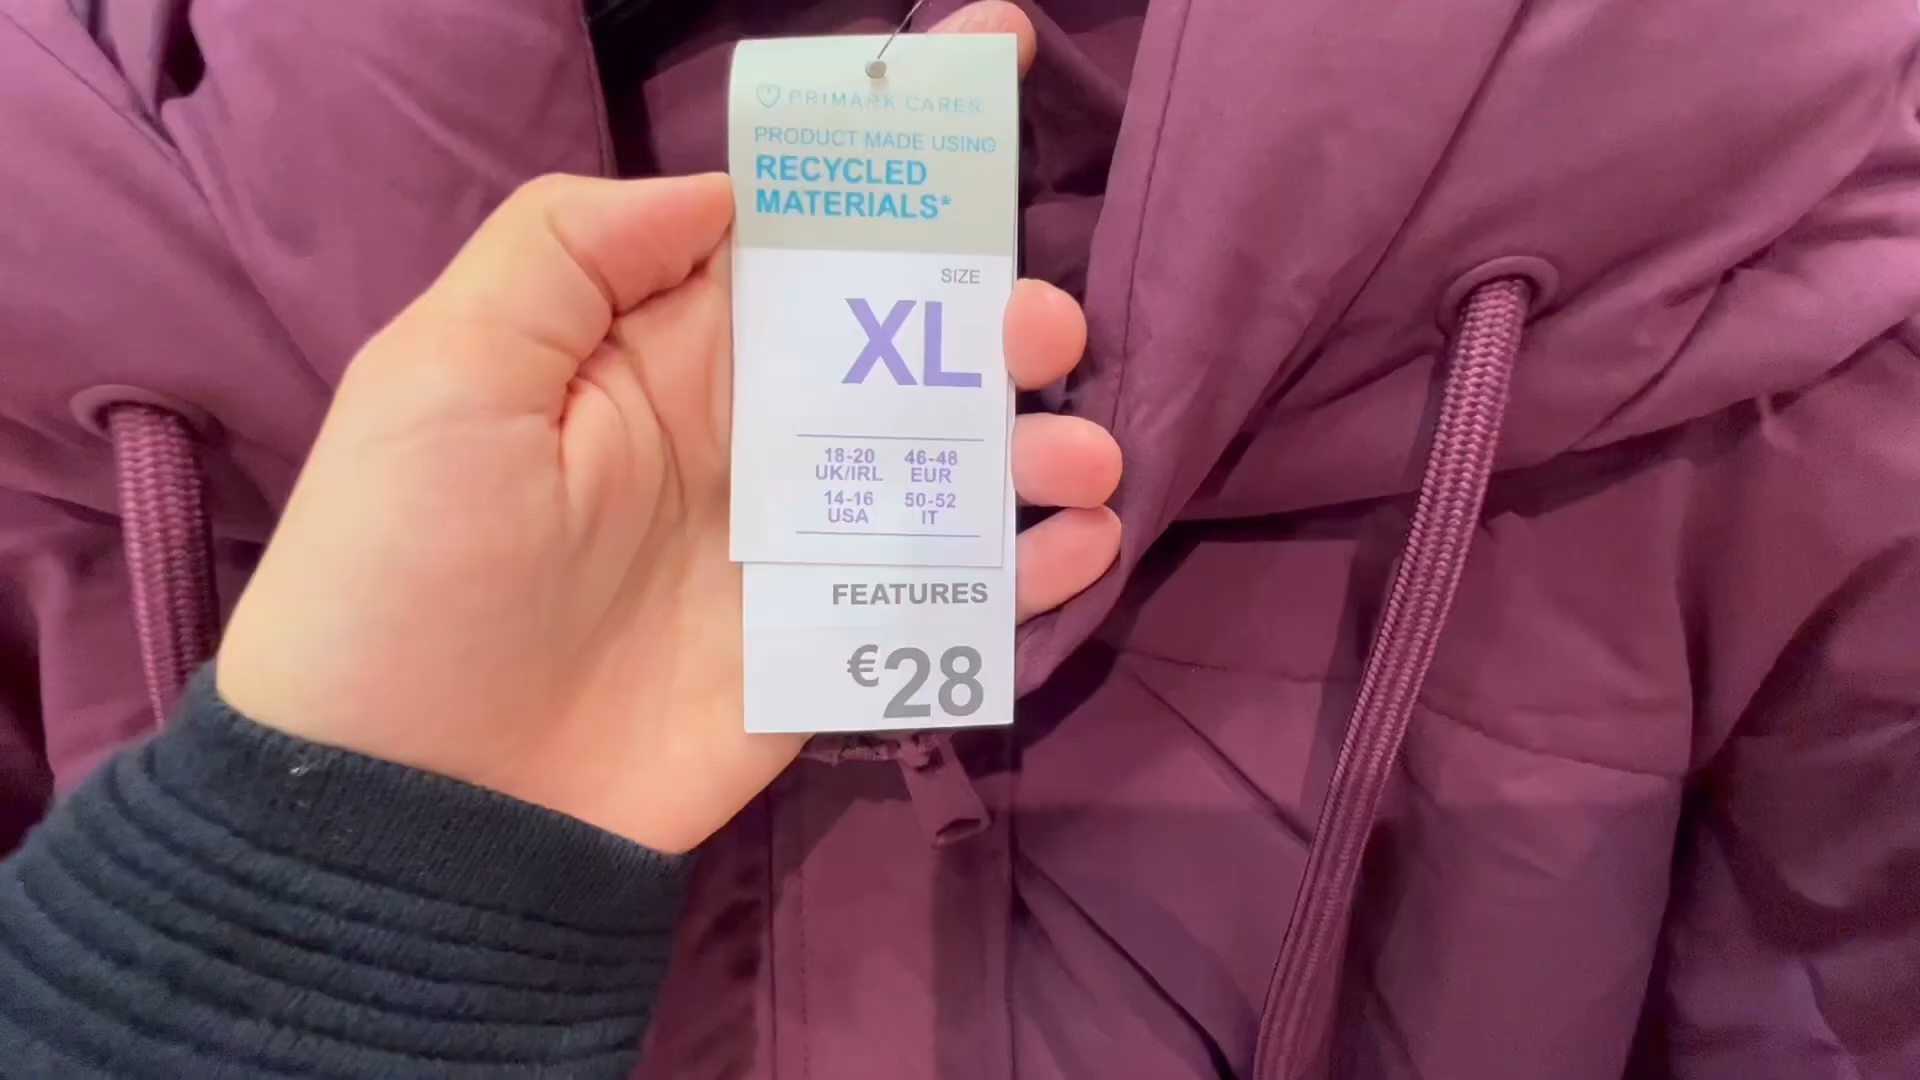 PRIMARK CARES
PRODUCT MADE USING
RECYCLED
MATERIALS*
SIZE
XL
18-20 46-48
UK/IRL EUR
14-16 50-52
USA IT
FEATURES
€28